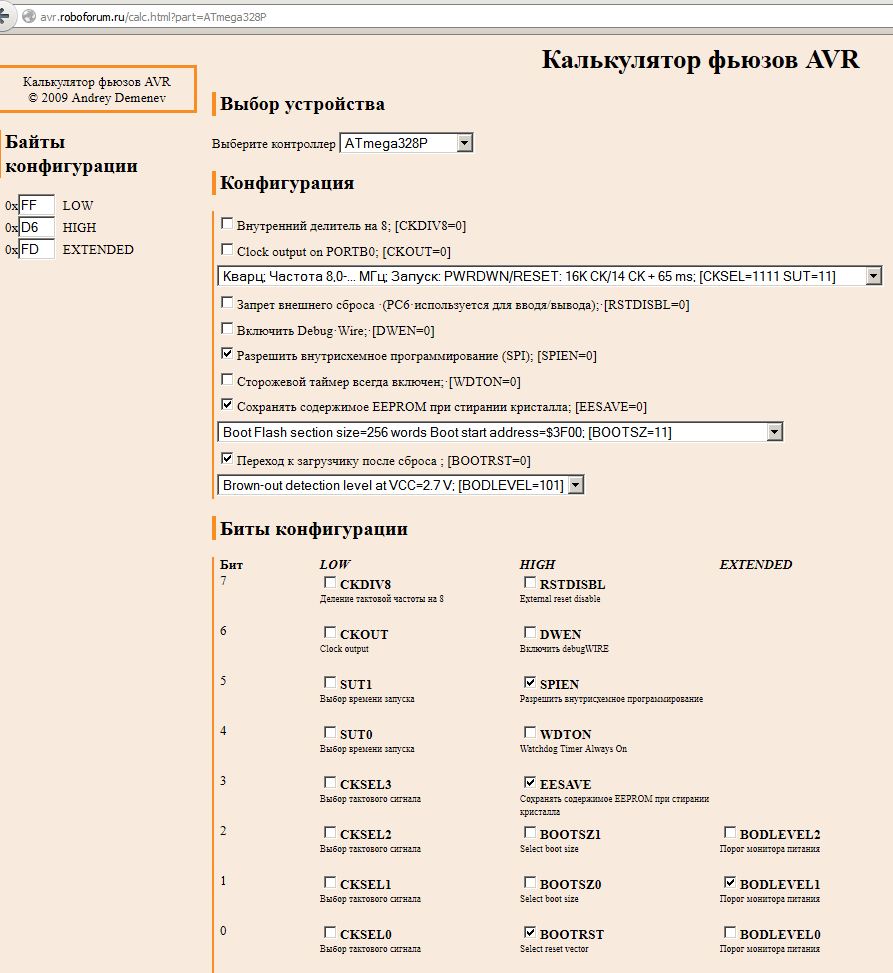 avr.roboforum.ru/calc.html?part=ATmega328P
Калькулятор фьюзов AVR
Калькулятор фьюзов AVR
© 2009 Andrey Demenev
Байты
конфигурации
0x FF LOW
0x D6 HIGH
0x FD EXTENDED
Выбор устройства
Выберите контроллер ATmega328P
Конфигурация
Внутренний делитель на 8; [CKDIV8=0]
Clock output on PORTB0; [CKOUT=0]
Кварц; Частота 8,0-... МГц; Запуск: PWRDWN/RESET: 16K CK/14 CK + 65 ms; [CKSEL=1111 SUT=11]
Запрет внешнего сброса ·(PC6·используется для вводя/вывода);·[RSTDISBL=0]
Включить Debug·Wire;·[DWEN=0]
Разрешить внутрисхемное программирование (SPI); [SPIEN=0]
Сторожевой таймер всегда включен;·[WDTON=0]
Сохранять содержимое EEPROM при стирании кристалла; [EESAVE=0]
Boot Flash section size=256 words Boot start address=$3F00; [BOOTSZ=11]
Переход к загрузчику после сброса ; [BOOTRST=0]
Brown-out detection level at VCC=2.7 V; [BODLEVEL=101]
Биты конфигурации
Бит LOW HIGH EXTENDED
7 CKDIV8 RSTDISBL
Деление тактовой частоты на 8 External reset disable
6 CKOUT DWEN
Clock output Включить debugWIRE
5 SUT1 SPIEN
Выбор времени запуска Разрешить внутрисхемное программирование
4 SUT0 WDTON
Выбор времени запуска Watchdog Timer Always On
3 CKSEL3 EESAVE
Выбор тактового сигнала Сохранять содержимое EEPROM при стирании
кристалла
2 CKSEL2 BOOTSZ1 BODLEVEL2
Выбор тактового сигнала Select boot size Порог монитора питания
1 CKSEL1 BOOTSZ0 BODLEVEL1
Выбор тактового сигнала Select boot size Порог монитора питания
0 CKSEL0 BOOTRST BODLEVEL0
Выбор тактового сигнала Select reset vector Порог монитора питания